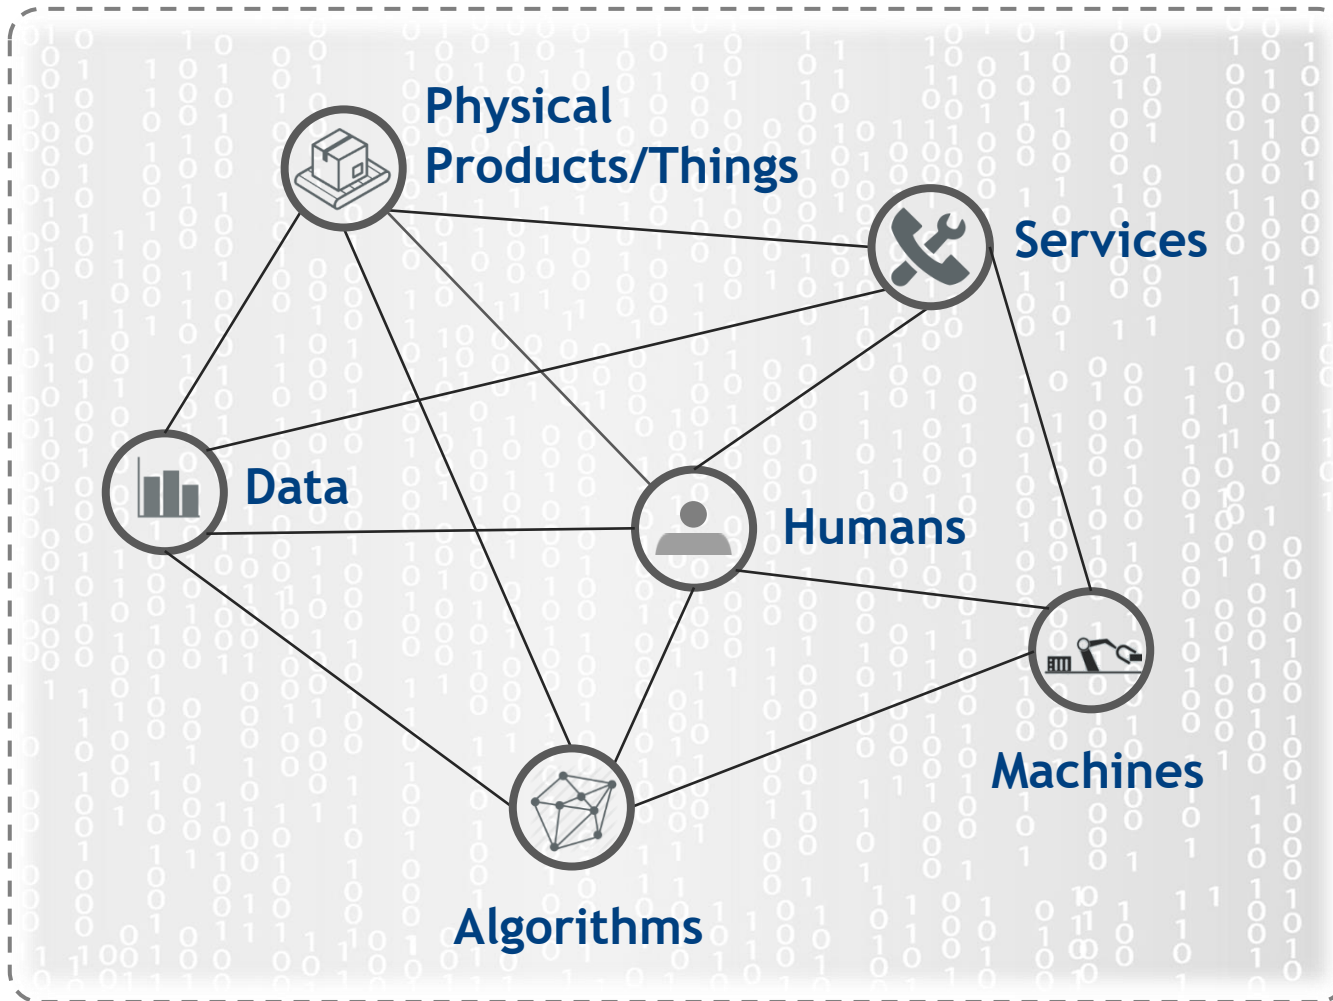 Physical
Products/Things
Services
Data
Humans
Machines
Algorithms